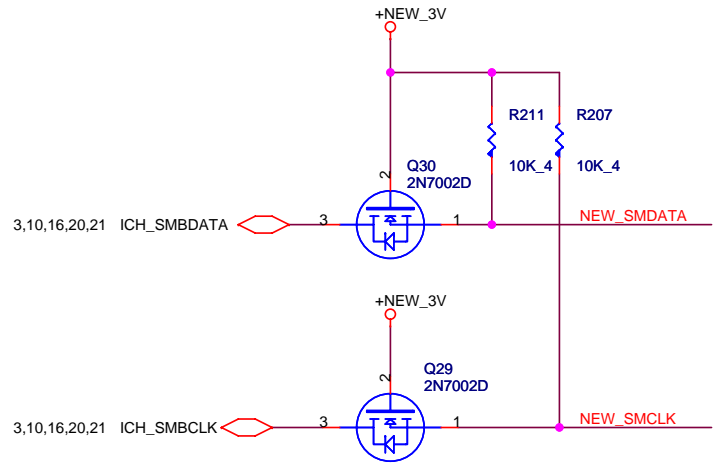 +NEW_3V
R211
R207
10K_4
10K_4
Q30
2N7002D
2
3,10,16,20,21 ICH_SMBDATA
3
1
NEW_SMDATA
+NEW_3V
Q29
2N7002D
2
3,10,16,20,21 ICH_SMBCLK
3
1
NEW_SMCLK